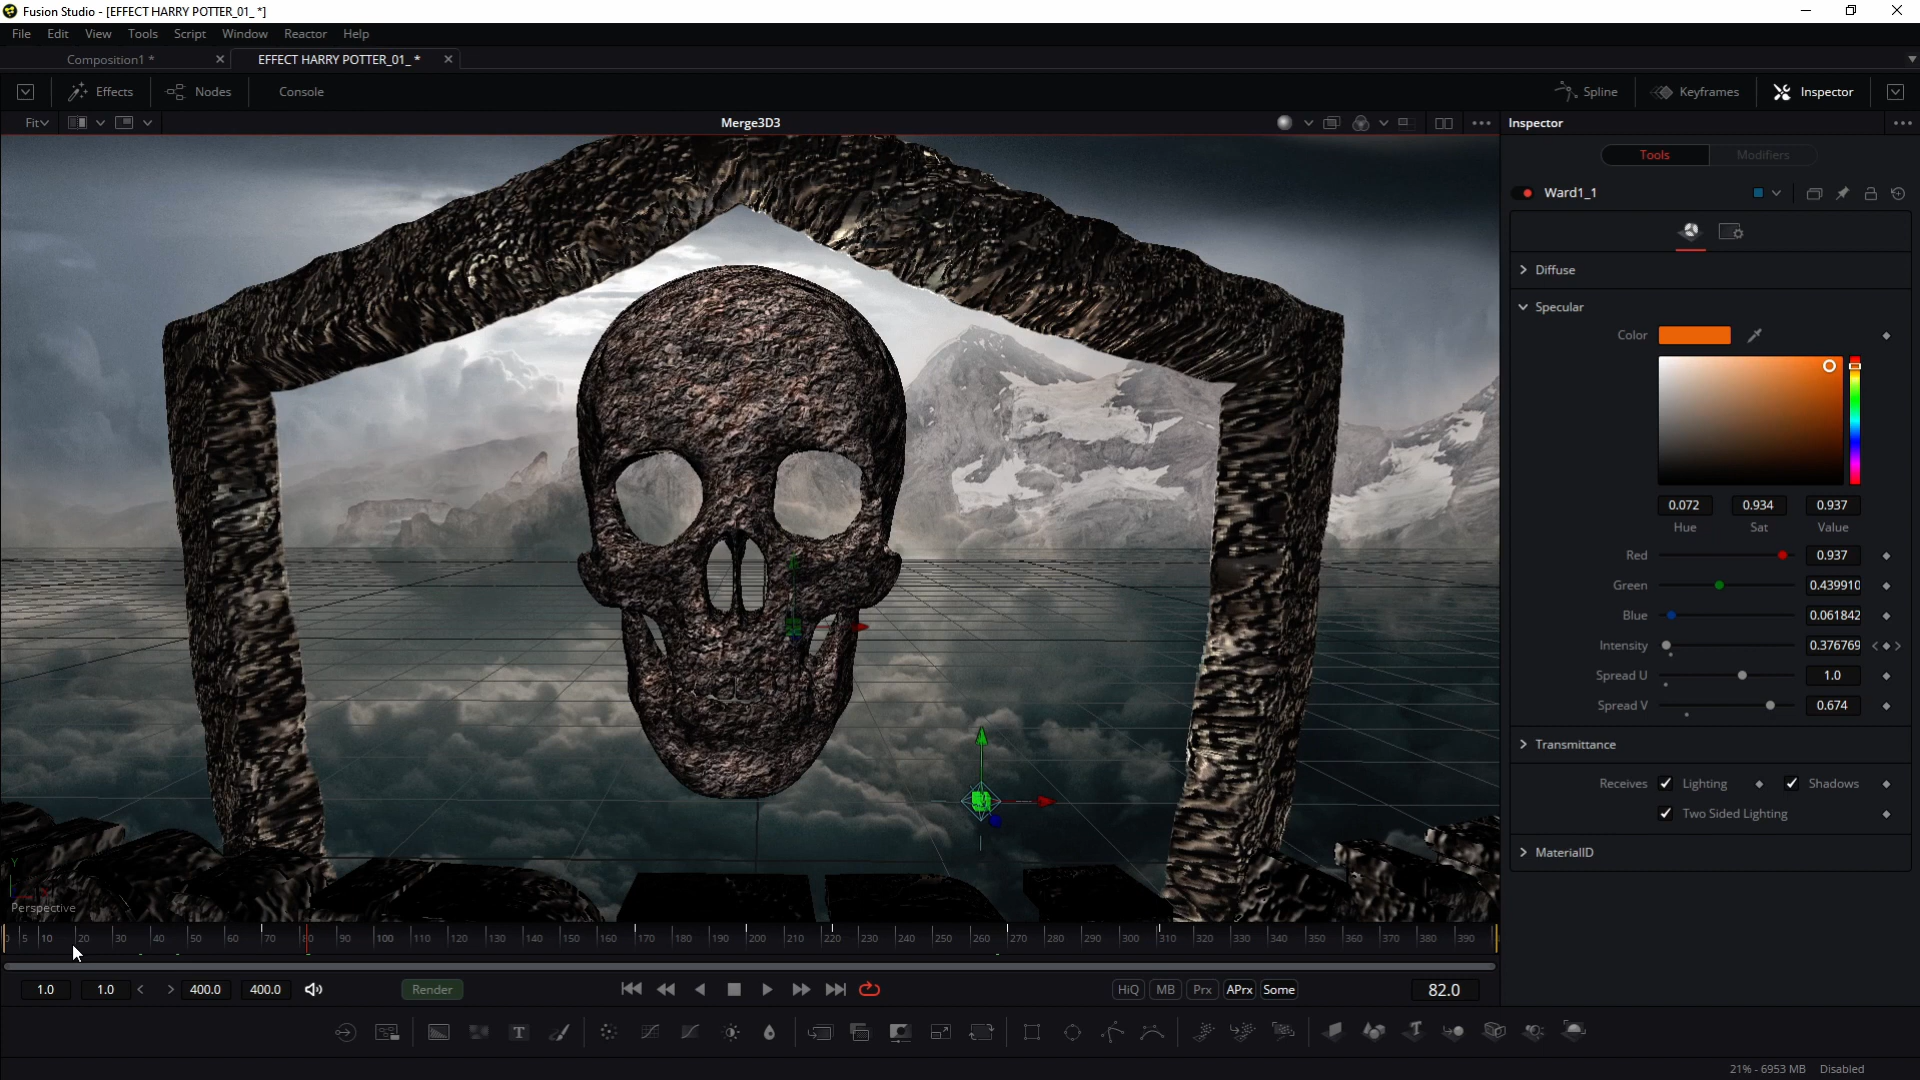 Fusion Studio - [EFFECT HARRY POTTER_01_ *]
File Edit View Tools Script Window Reactor Help
Composition1 * EFFECT HARRY POTTER_01_ *
Effects Nodes Console Spline Keyframes Inspector
Fit Merge3D3 Inspector
Tools Modifiers
Ward1_1
Diffuse
Specular
Color
0.072 0.934 0.937
Hue Sat Value
Red 0.937
Green 0.439910
Blue 0.061842
Intensity 0.376769
Spread U 1.0
Spread V 0.674
Transmittance
Receives Lighting Shadows
Two Sided Lighting
MaterialID
Y
Perspective
0 5 10 20 30 40 50 60 70 80 90 100 110 120 130 140 150 160 170 180 190 200 210 220 230 240 250 260 270 280 290 300 310 320 330 340 350 360 370 380 390
1.0 1.0 < > 400.0 400.0 Render HiQ MB Prx APrx Some 82.0
21% - 6953 MB Disabled